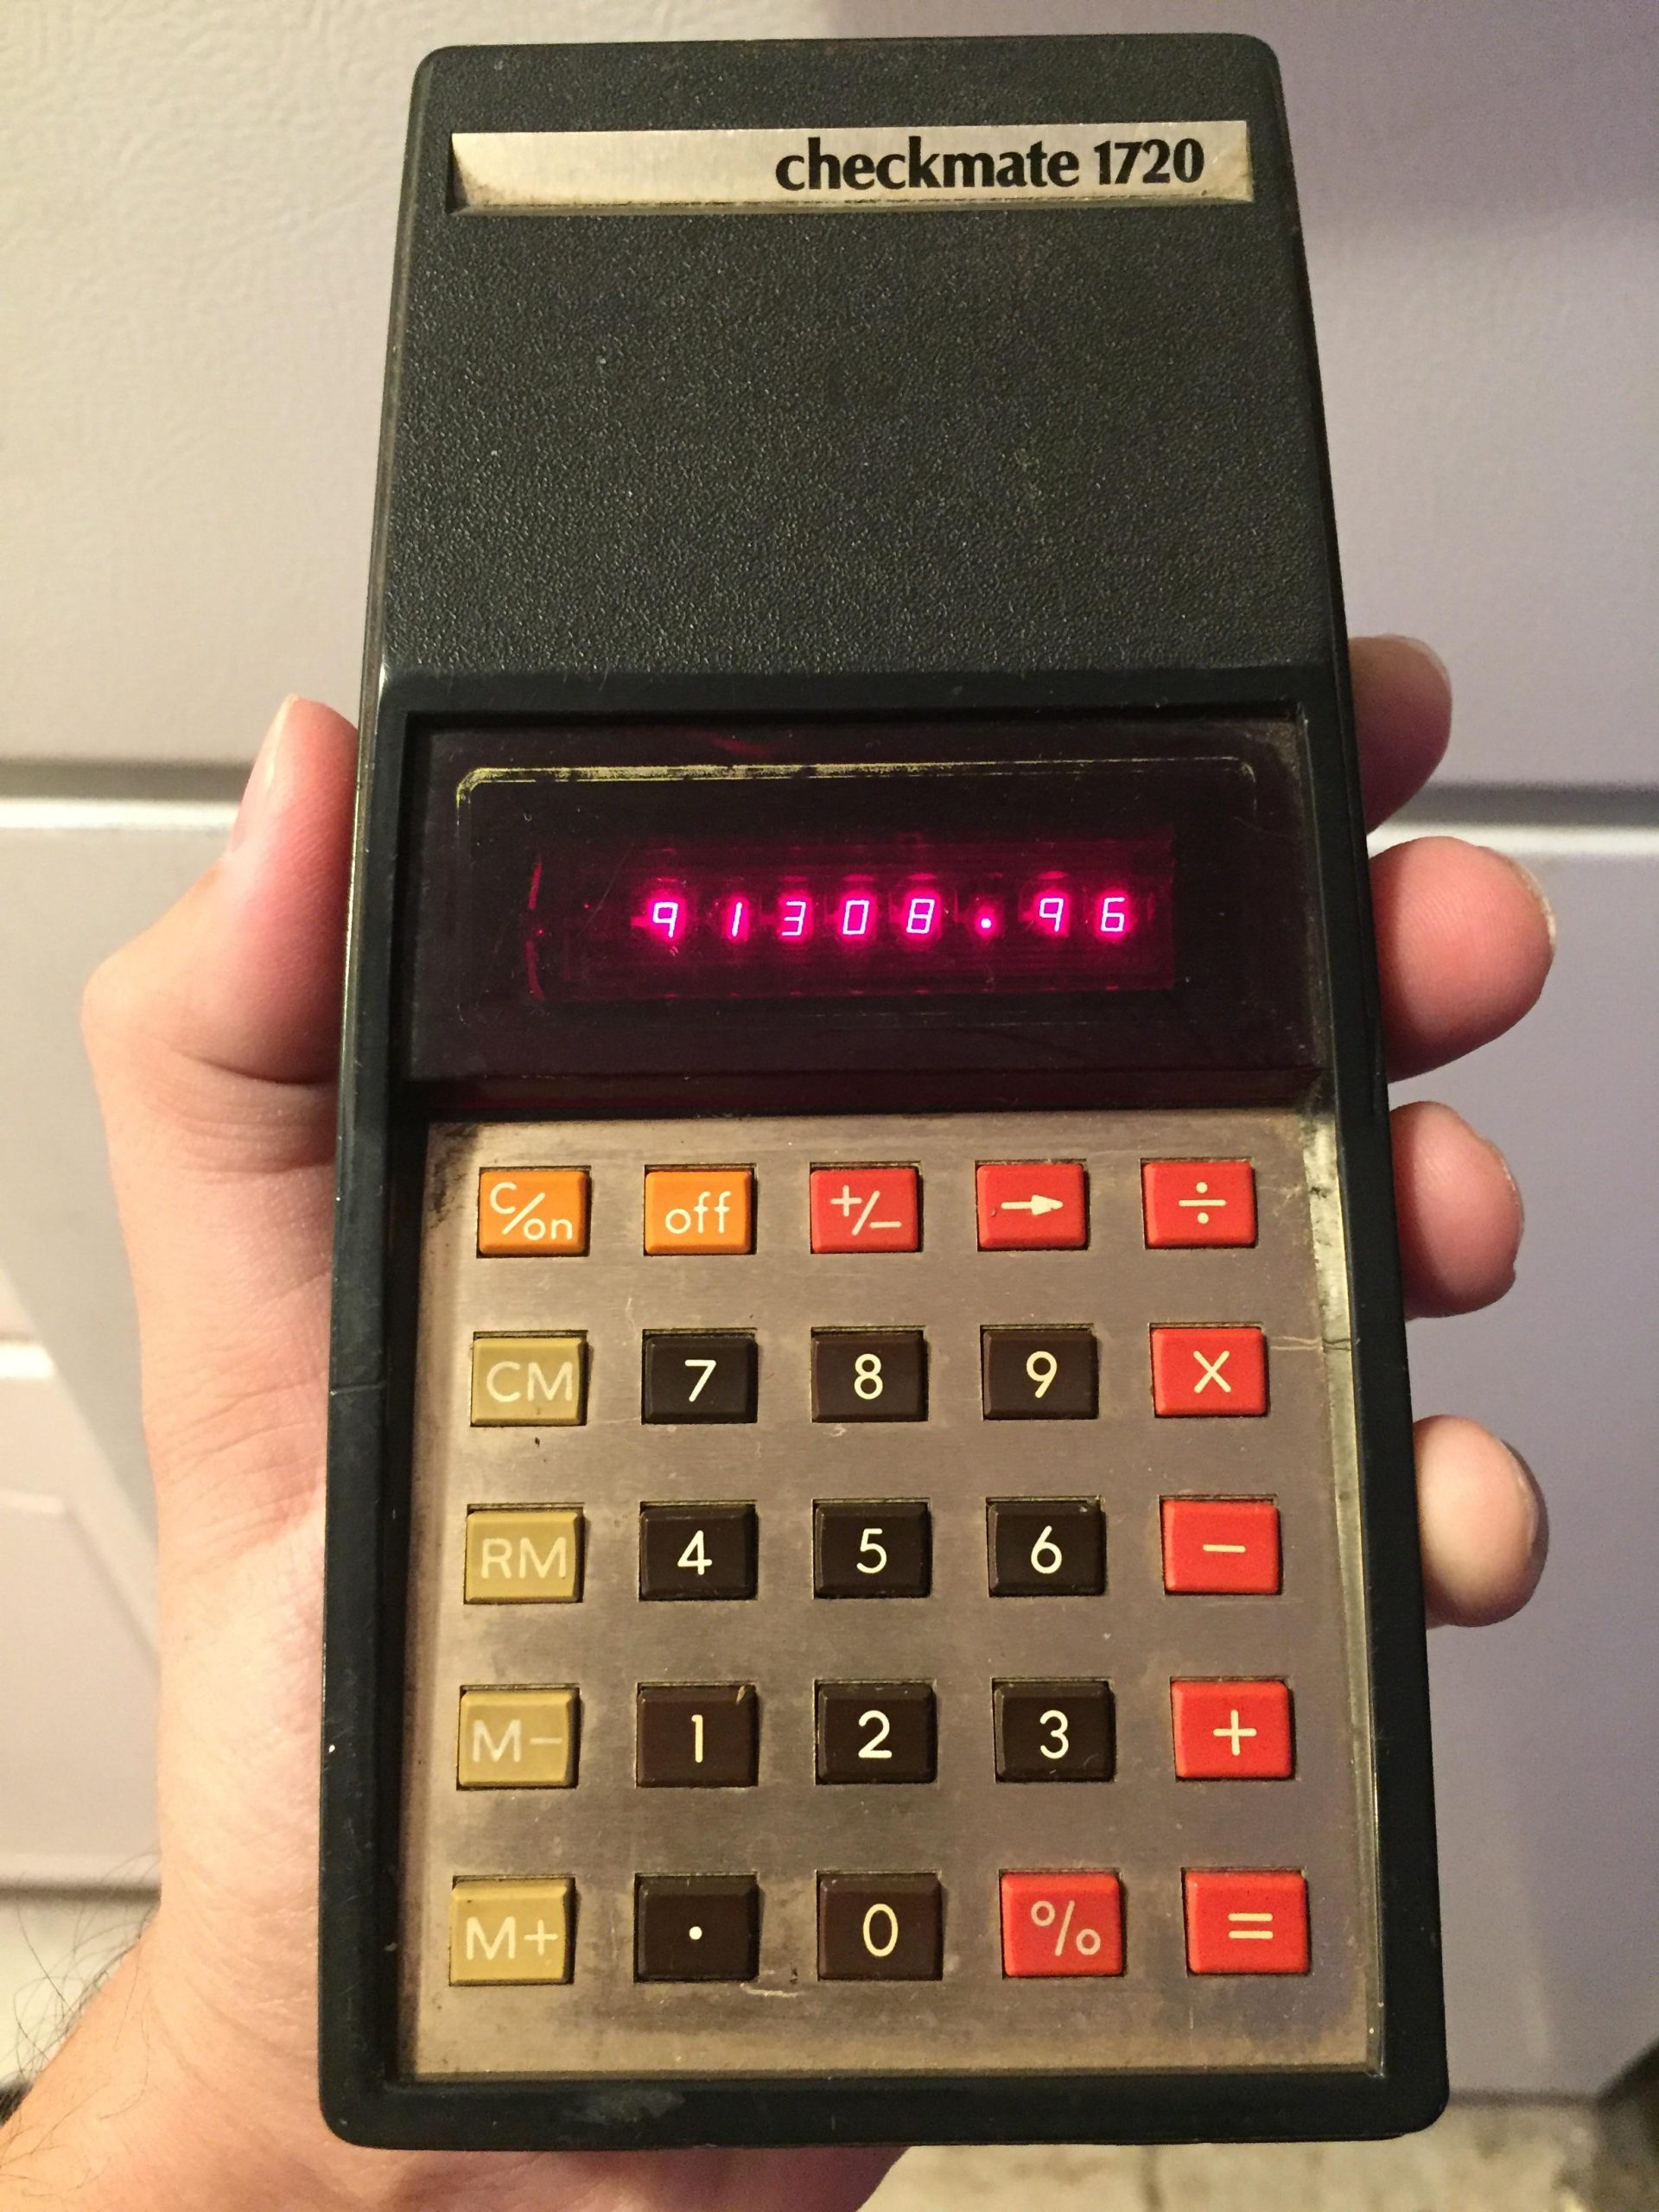 checkmate 1720
91308.96
C/on off +/− → ÷
CM 7 8 9 X
RM 4 5 6 −
M− 1 2 3 +
M+ . 0 % =